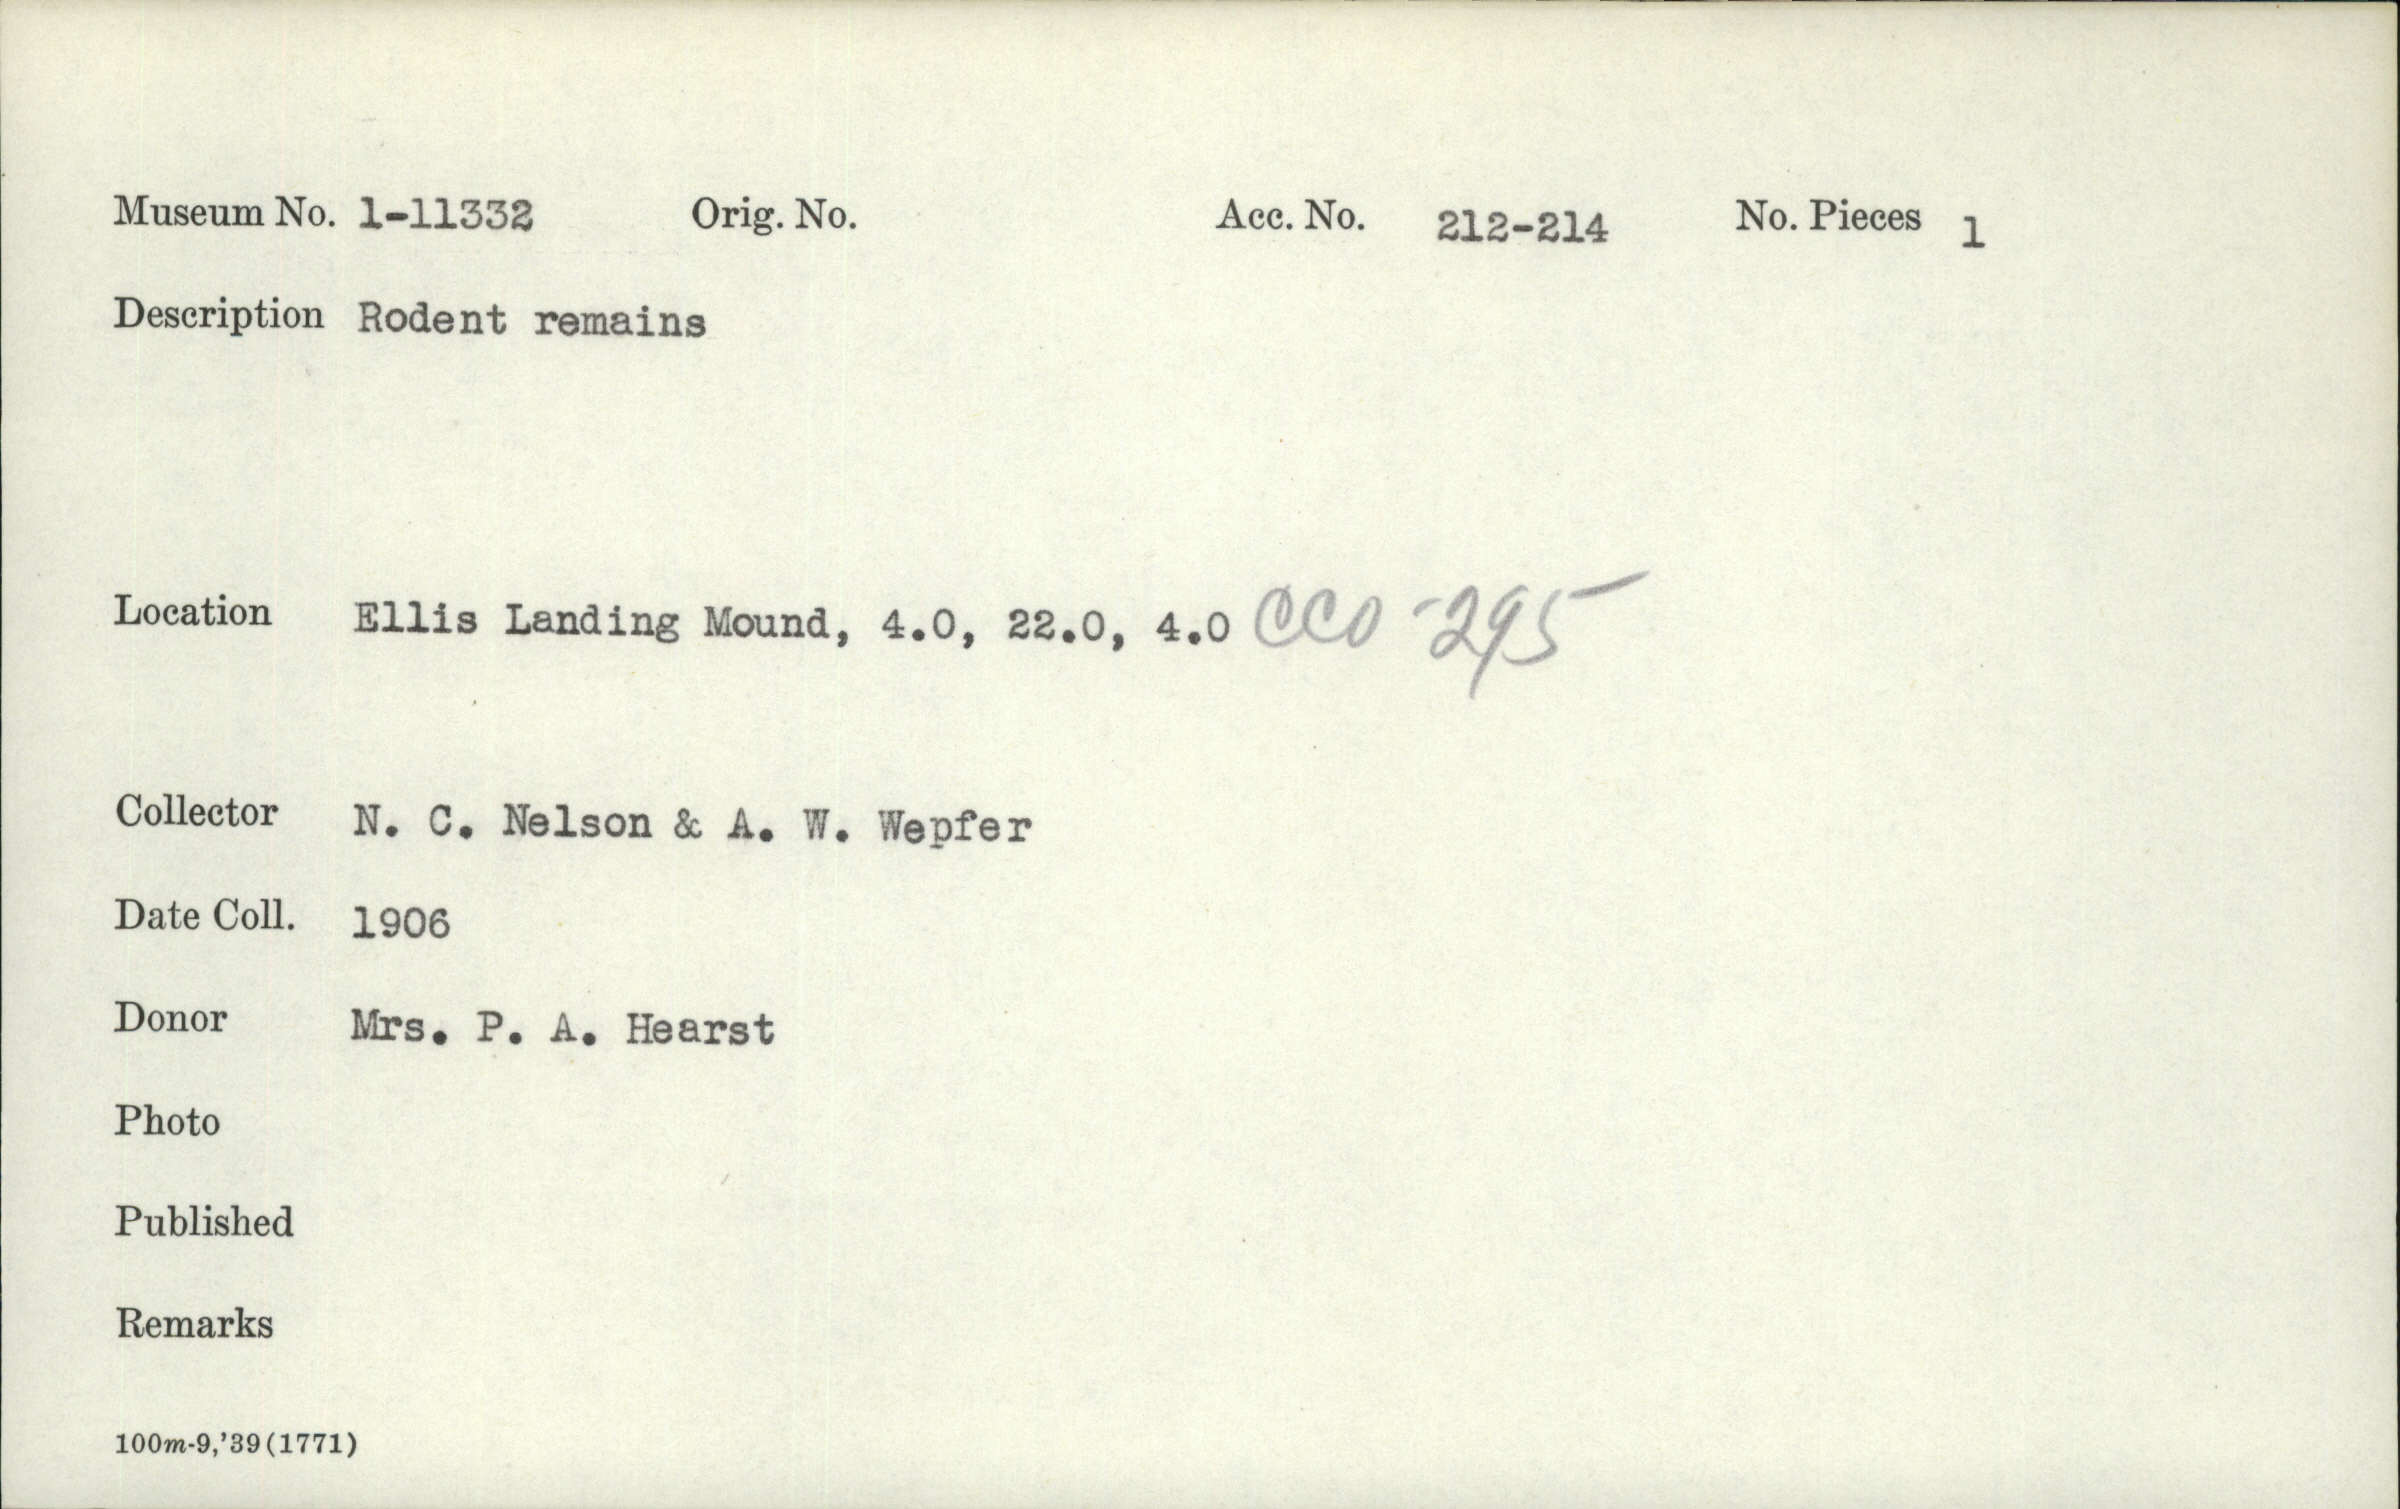 Museum No. 1-11332 Orig. No. Acc. No. 212-214 No. Pieces 1
Description Rodent remains
Location Ellis Landing Mound, 4.0, 22.0, 4.0 CCO-295
Collector N. C. Nelson & A. W. Wepfer
Date Coll. 1906
Donor Mrs. P. A. Hearst
Photo
Published
Remarks
100m-9,'39(1771)